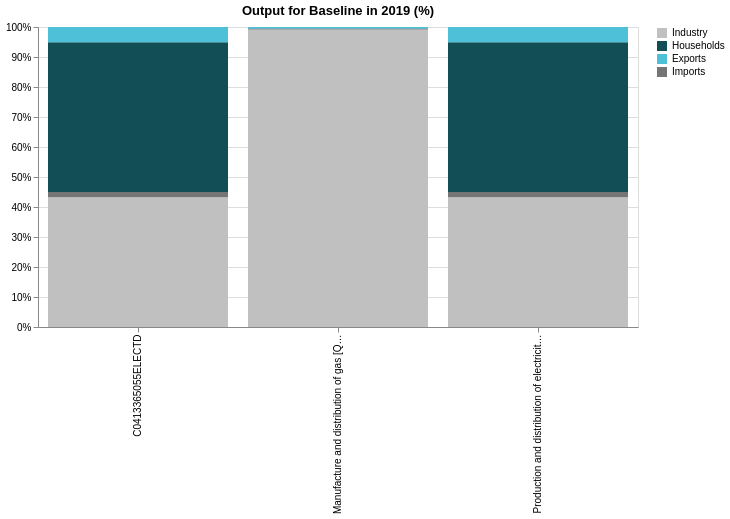 Output for Baseline in 2019 (%)
100%
90%
80%
70%
60%
50%
40%
30%
20%
10%
0%
Industry
Households
Exports
Imports
C0413365055ELECTD
Manufacture and distribution of gas [Q…
Production and distribution of electricit…